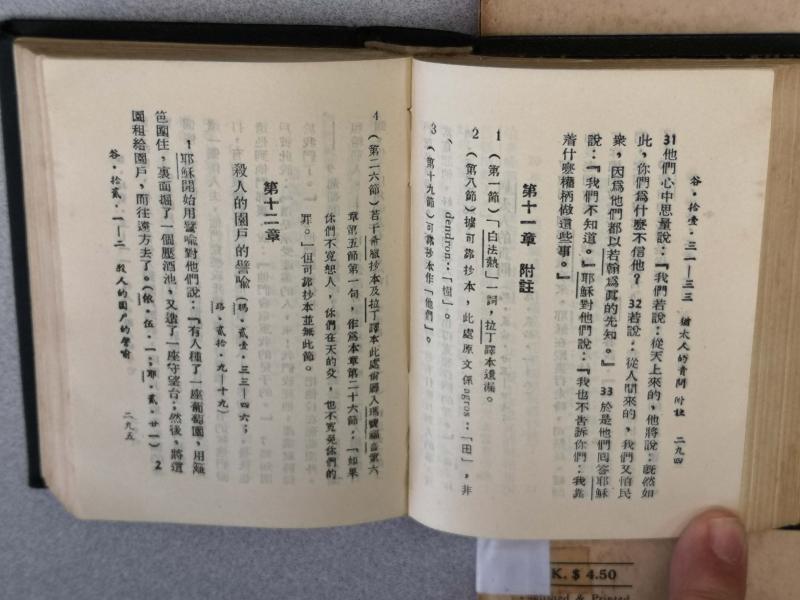 谷·拾壹·三一—三三 猶太人的責問 附註 二九四
31他們心中思量說：『我們若說：從天上來的，他將說：旣然如
此，你們爲什麼不信他？ 32若說：從人間來的，我們又怕民
衆，因爲他們都以若翰爲眞的先知。』 33 於是他們囘答耶穌
說：『我們不知道。』耶穌對他們說：『我也不吿訴你們：我靠
着什麼權柄做這些事。』
第十一章 附註
1 （第一節）「白法熱」一詞，拉丁譯本遺漏。
2 （第八節）據可靠抄本，此處原文係agros：「田」，非
dendron：「樹」。
3 （第十九節）可靠抄本作「他們」。
4 （第二六節）若干希臘抄本及拉丁譯本此處俱攔入瑪竇福音第六
章第五節第一句，作爲本章第二十六節：「如果
你們不寬恕人，你們在天的父，也不寬免你們的
罪。」但可靠抄本並無此節。
第十二章
殺人的園戶的譬喻（瑪·貳壹·三三—四六；
路·貳拾·九—十九）
1耶穌開始用譬喻對他們說：『有人種了一座葡萄園，用籬
笆圍住，裏面掘了一個壓酒池，又造了一座守望台；然後，將這
園租給園戶，而往遠方去了。（依·伍·一；耶·貳·廿一） 2
谷·拾貳·一—二 殺人的園戶的譬喻 二九五
K. $ 4.50
& Printed